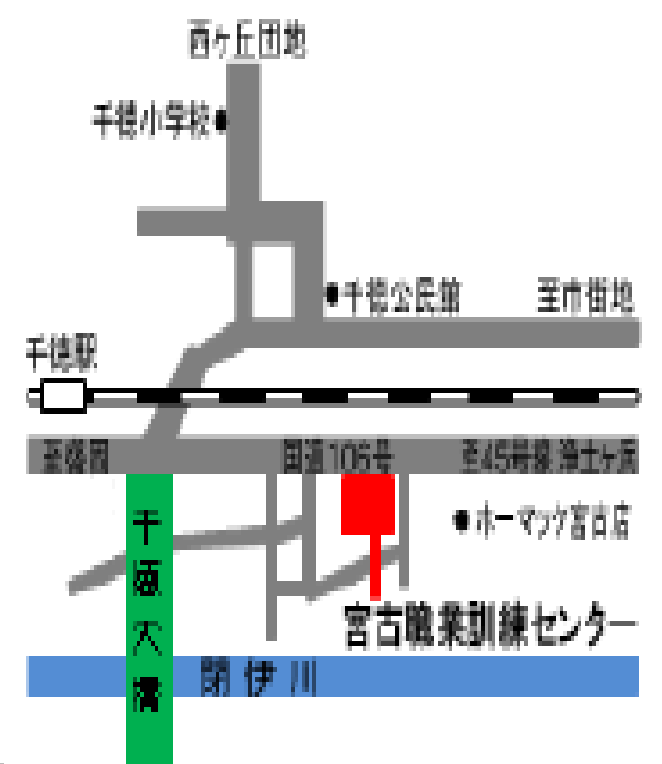 西ケ丘団地
千徳小学校
千徳公民館
至市街地
千徳駅
至盛岡
国道106号
至45号線 浄土ヶ浜
ホーマック宮古店
千徳大橋
宮古職業訓練センター
閉伊川